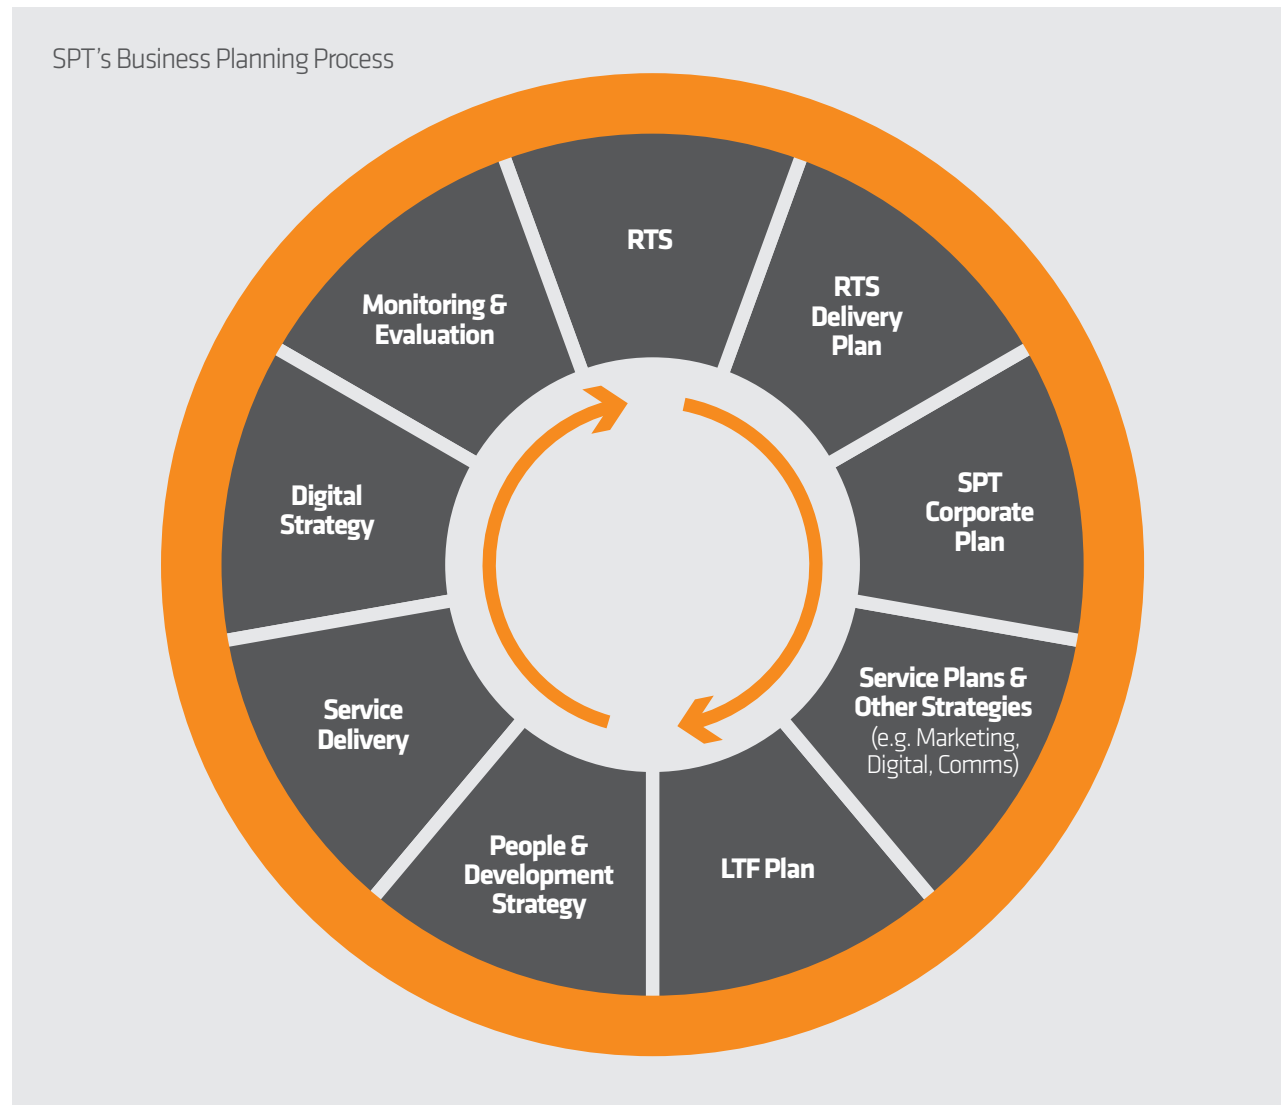 SPT's Business Planning Process
RTS
RTS
Delivery
Plan
SPT
Corporate
Plan
Service Plans &
Other Strategies
(e.g. Marketing,
Digital, Comms)
LTF Plan
People &
Development
Strategy
Service
Delivery
Digital
Strategy
Monitoring &
Evaluation